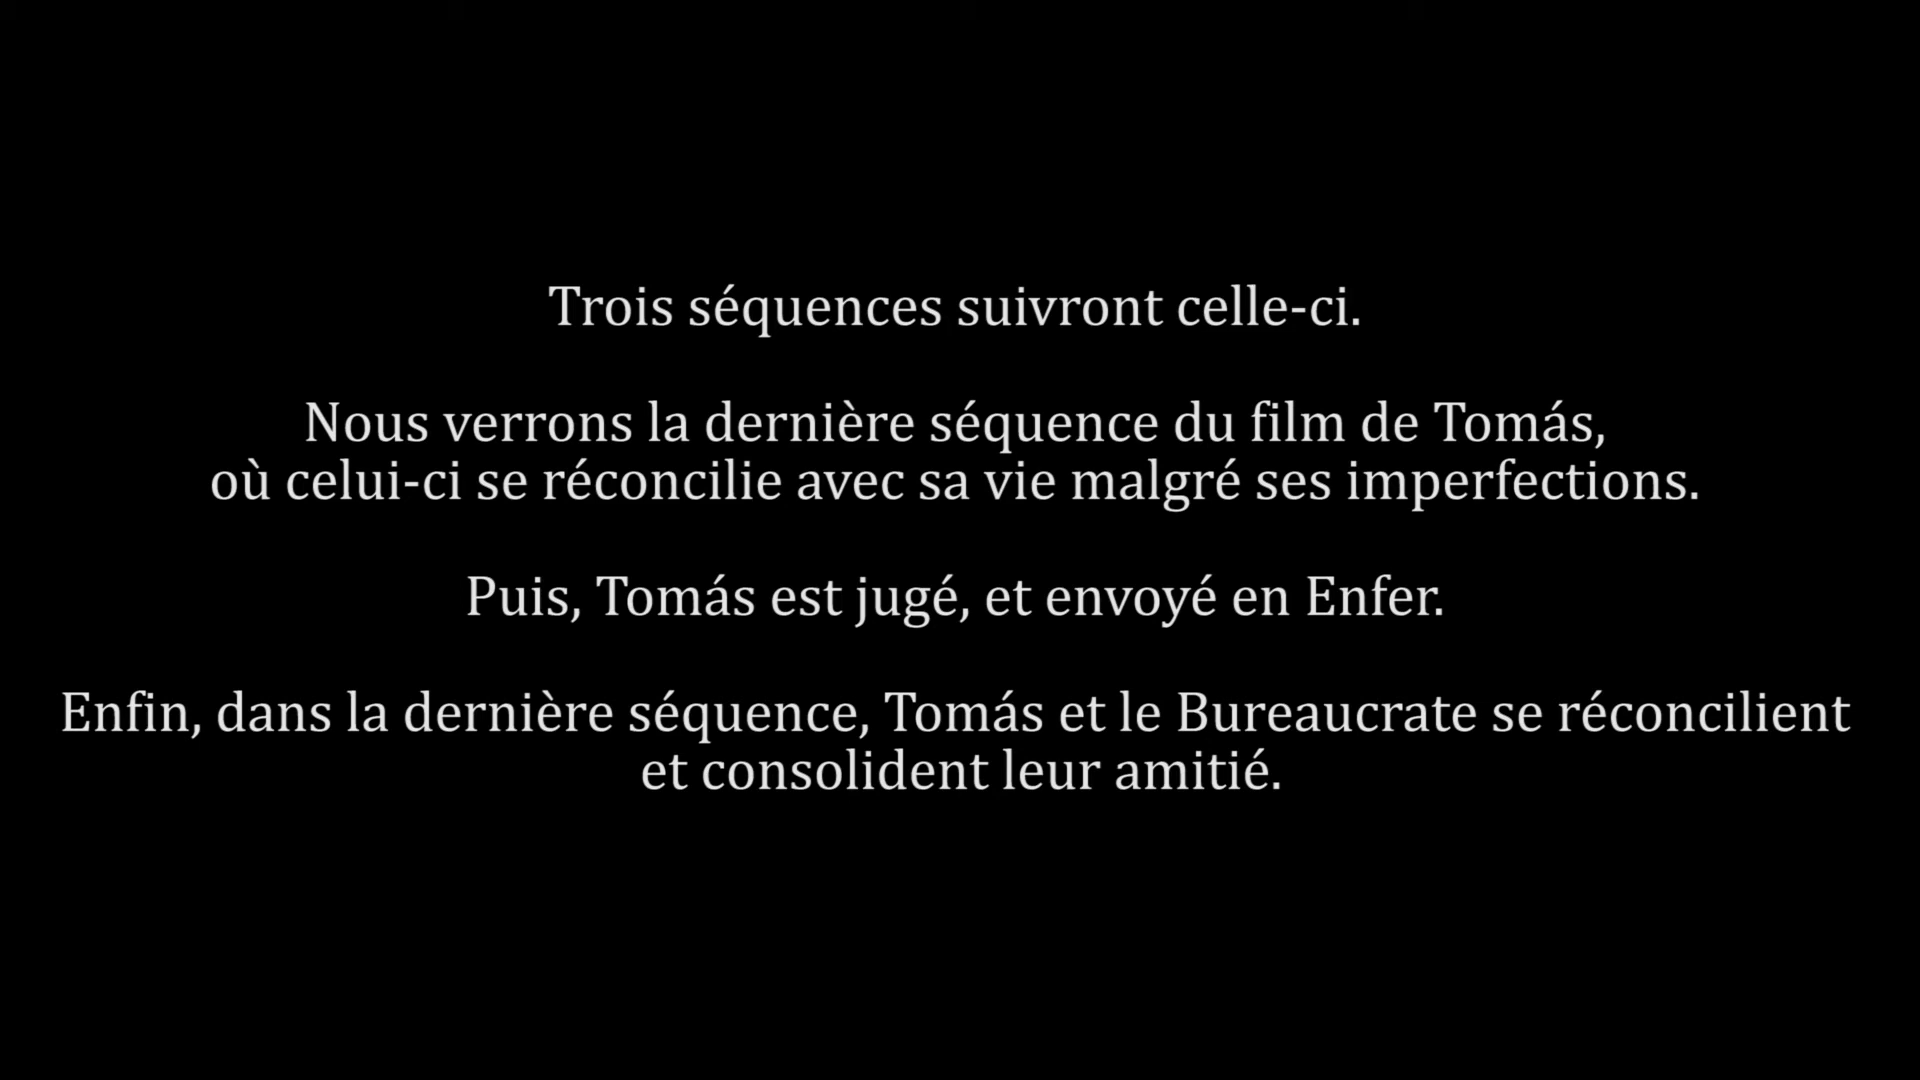 Trois séquences suivront celle-ci.
Nous verrons la dernière séquence du film de Tomás,
où celui-ci se réconcilie avec sa vie malgré ses imperfections.
Puis, Tomás est jugé, et envoyé en Enfer.
Enfin, dans la dernière séquence, Tomás et le Bureaucrate se réconcilient
et consolident leur amitié.